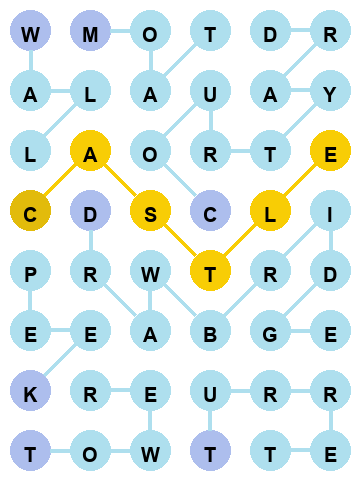 W M O T D R
A L A U A Y
L A O R T E
C D S C L I
P R W T R D
E E A B G E
K R E U R R
T O W T T E